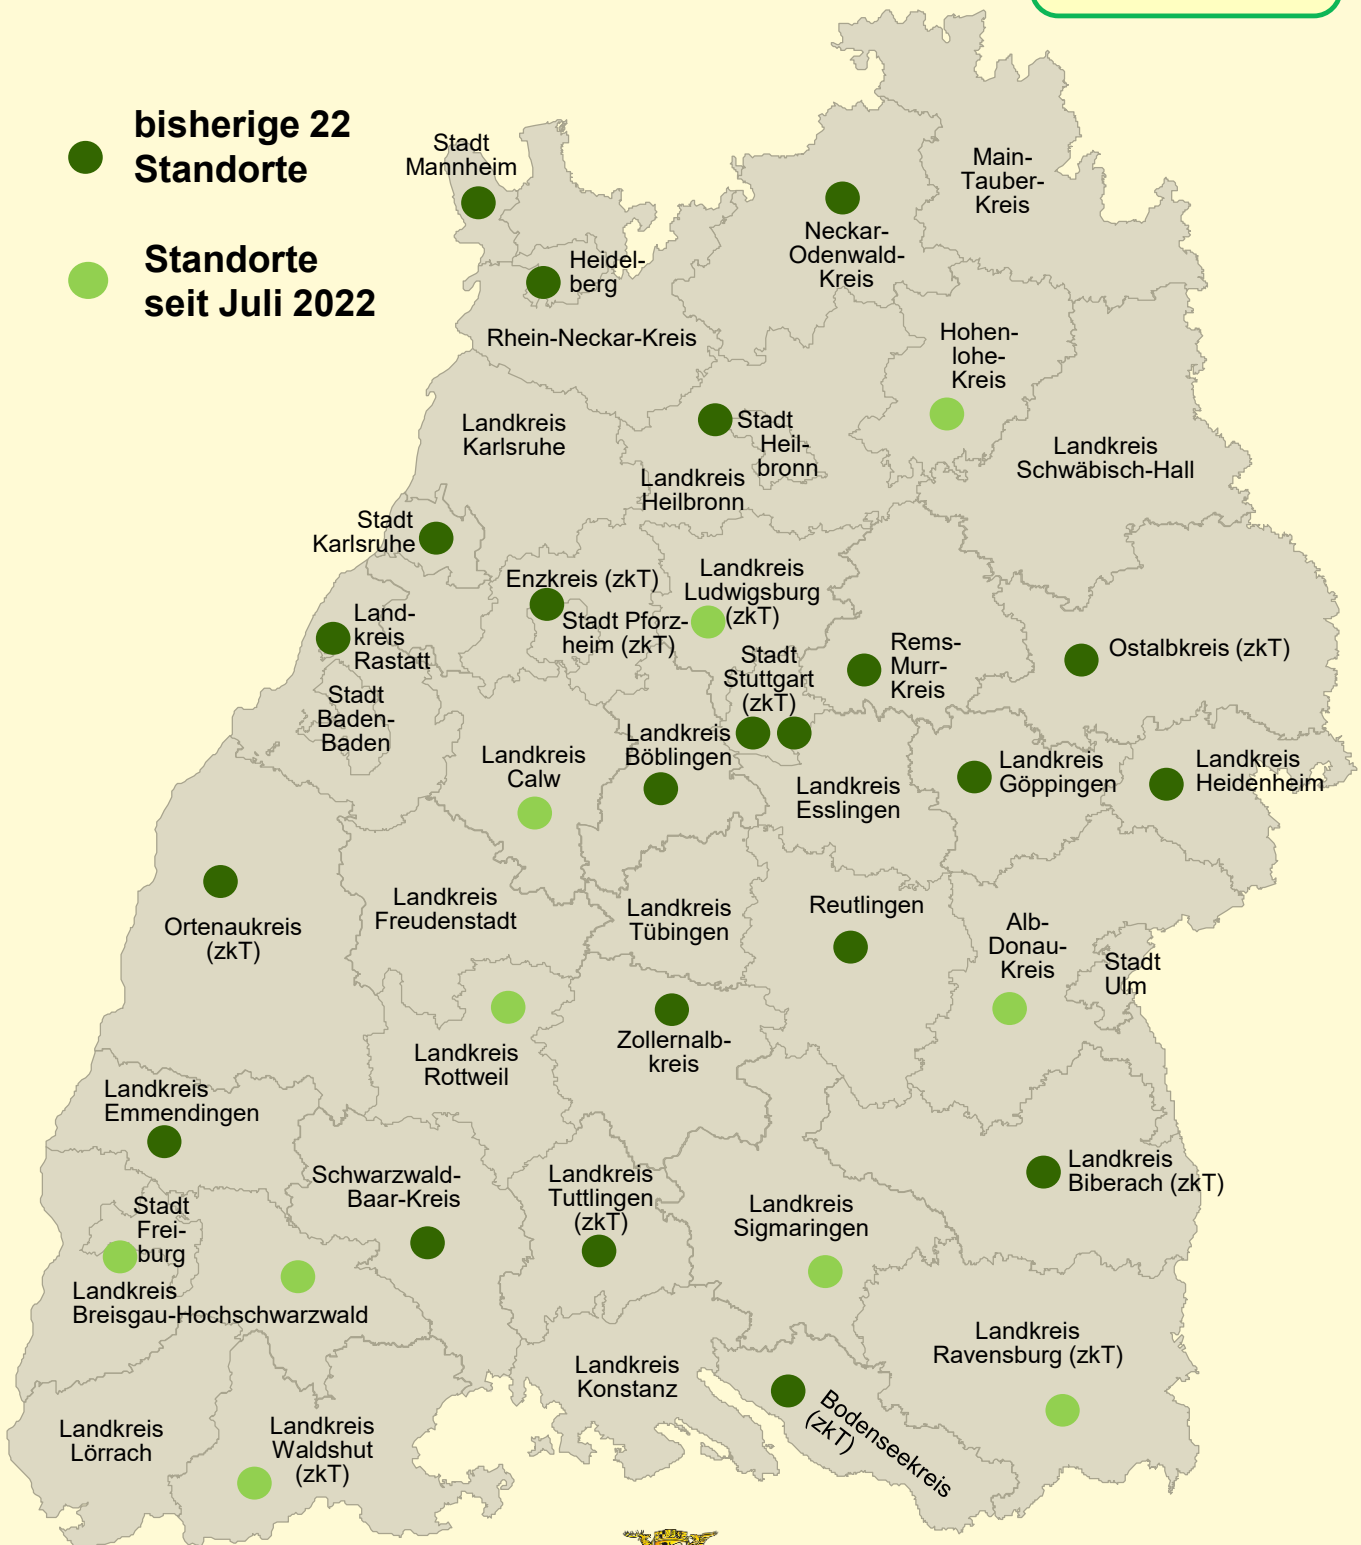 bisherige 22
Standorte
Standorte
seit Juli 2022
Stadt
Mannheim
Main-
Tauber-
Kreis
Neckar-
Odenwald-
Kreis
Heidel-
berg
Rhein-Neckar-Kreis
Hohen-
lohe-
Kreis
Landkreis
Karlsruhe
Stadt
Heil-
bronn
Landkreis
Heilbronn
Landkreis
Schwäbisch-Hall
Stadt
Karlsruhe
Enzkreis (zkT)
Stadt Pforz-
heim (zkT)
Landkreis
Ludwigsburg
(zkT)
Land-
kreis
Rastatt
Stadt
Stuttgart
(zkT)
Rems-
Murr-
Kreis
Ostalbkreis (zkT)
Stadt
Baden-
Baden
Landkreis
Calw
Landkreis
Böblingen
Landkreis
Esslingen
Landkreis
Göppingen
Landkreis
Heidenheim
Ortenaukreis
(zkT)
Landkreis
Freudenstadt
Landkreis
Tübingen
Reutlingen
Alb-
Donau-
Kreis
Stadt
Ulm
Landkreis
Rottweil
Zollernalb-
kreis
Landkreis
Emmendingen
Schwarzwald-
Baar-Kreis
Landkreis
Tuttlingen
(zkT)
Landkreis
Sigmaringen
Landkreis
Biberach (zkT)
Stadt
Frei-
burg
Landkreis
Breisgau-Hochschwarzwald
Landkreis
Konstanz
Landkreis
Ravensburg (zkT)
Bodenseekreis
(zkT)
Landkreis
Lörrach
Landkreis
Waldshut
(zkT)